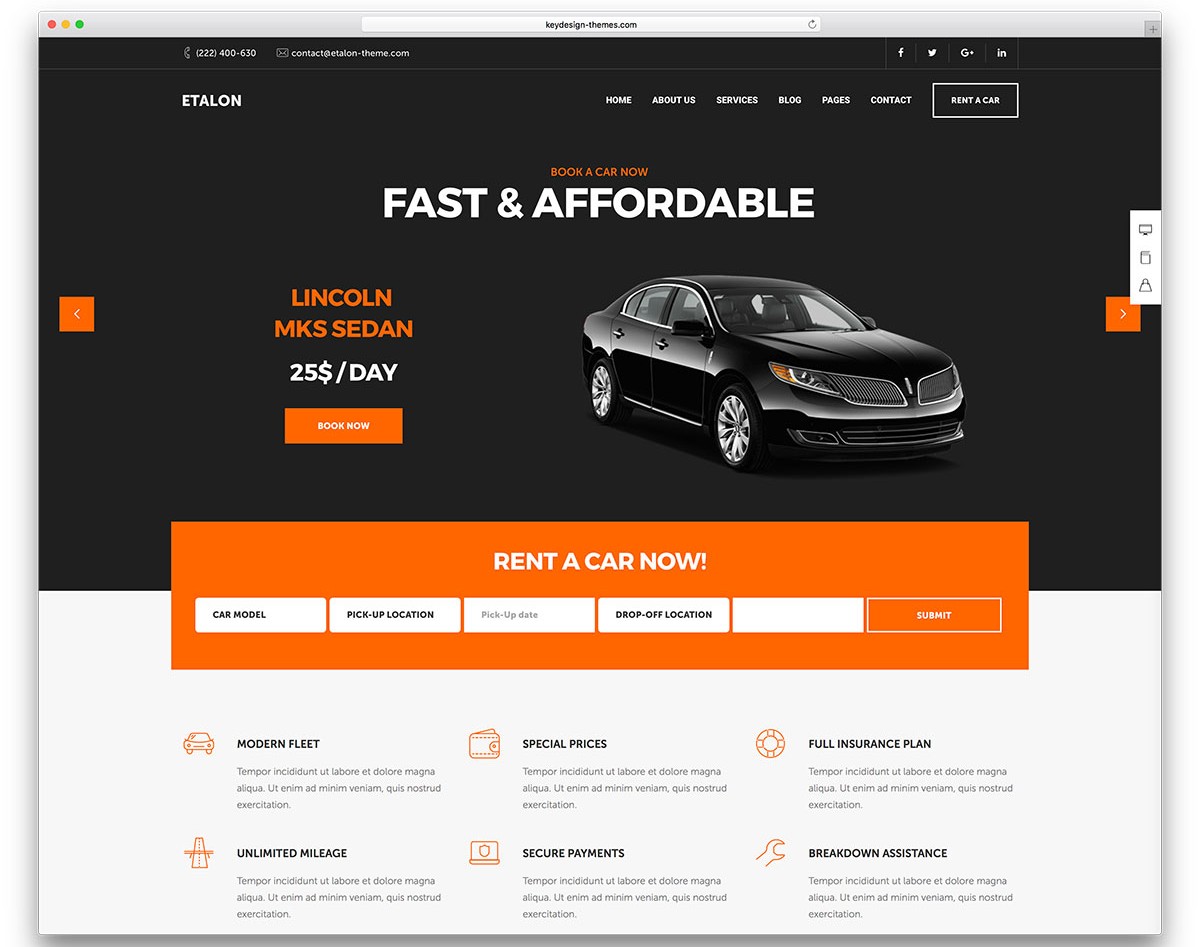 keydesign-themes.com
(222) 400-630 contact@etalon-theme.com f G+ in
ETALON HOME ABOUT US SERVICES BLOG PAGES CONTACT RENT A CAR
BOOK A CAR NOW
FAST & AFFORDABLE
LINCOLN
MKS SEDAN
25$/DAY
BOOK NOW
RENT A CAR NOW!
CAR MODEL PICK-UP LOCATION Pick-Up date DROP-OFF LOCATION SUBMIT
MODERN FLEET
Tempor incididunt ut labore et dolore magna
aliqua. Ut enim ad minim veniam, quis nostrud
exercitation.
SPECIAL PRICES
Tempor incididunt ut labore et dolore magna
aliqua. Ut enim ad minim veniam, quis nostrud
exercitation.
FULL INSURANCE PLAN
Tempor incididunt ut labore et dolore magna
aliqua. Ut enim ad minim veniam, quis nostrud
exercitation.
UNLIMITED MILEAGE
Tempor incididunt ut labore et dolore magna
aliqua. Ut enim ad minim veniam, quis nostrud
exercitation.
SECURE PAYMENTS
Tempor incididunt ut labore et dolore magna
aliqua. Ut enim ad minim veniam, quis nostrud
exercitation.
BREAKDOWN ASSISTANCE
Tempor incididunt ut labore et dolore magna
aliqua. Ut enim ad minim veniam, quis nostrud
exercitation.